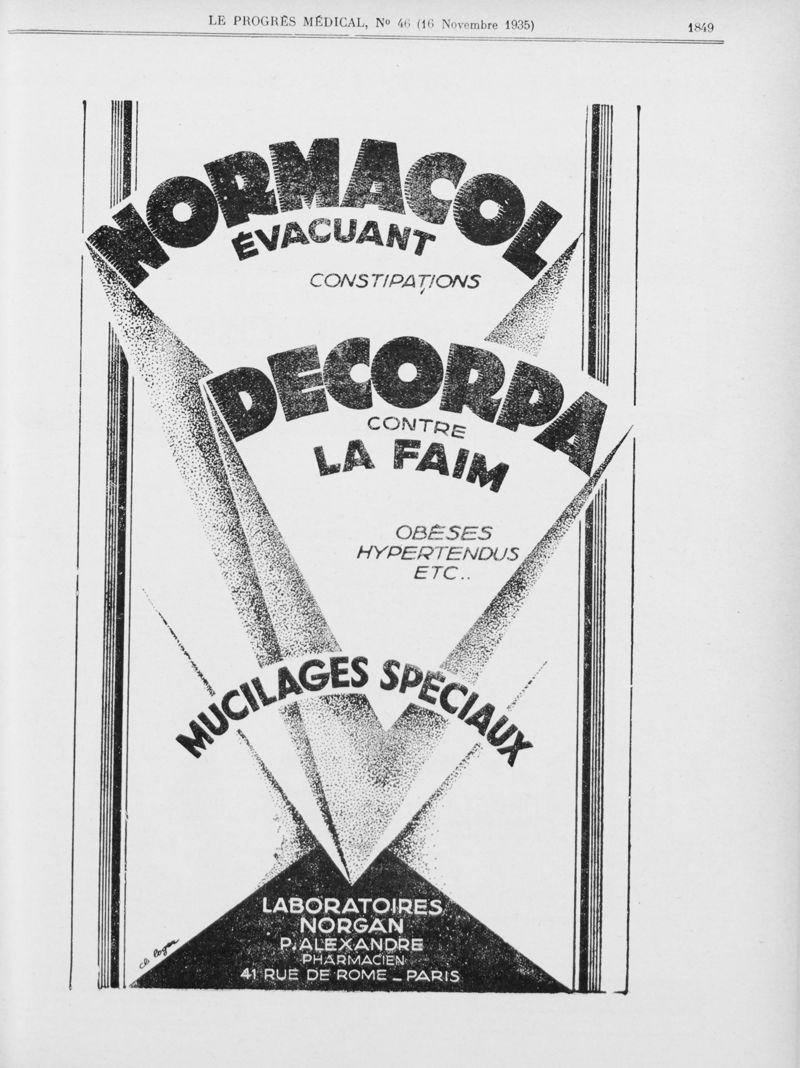 LE PROGRÈS MÉDICAL, Nº 46 (16 Novembre 1935)
1849
NORMACOL
ÉVACUANT
CONSTIPATIONS
DECORPA
CONTRE
LA FAIM
OBÈSES
HYPERTENDUS
ETC..
MUCILAGES SPÉCIAUX
LABORATOIRES
NORGAN
P. ALEXANDRE
PHARMACIEN
41 RUE DE ROME _ PARIS